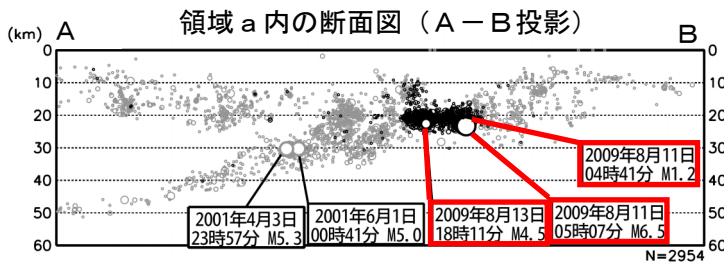 領域a内の断面図（A－B投影）
(km) A B
0 0
10 10
20 20
30 30
40 40
50 50
60 60
2009年8月11日
04時41分 M1.2
2001年4月3日
23時57分 M5.3
2001年6月1日
00時41分 M5.0
2009年8月13日
18時11分 M4.5
2009年8月11日
05時07分 M6.5
N=2954